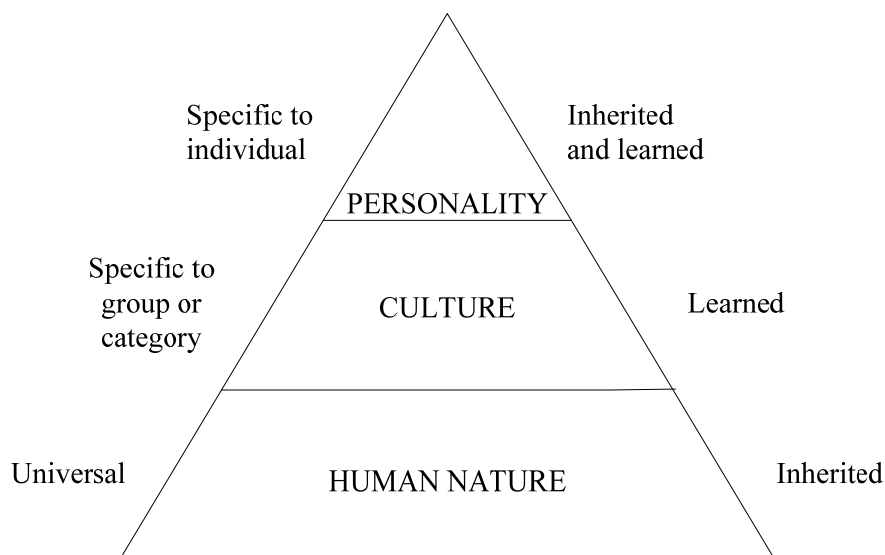 Specific to
individual
Inherited
and learned
PERSONALITY
Specific to
group or
category
CULTURE
Learned
Universal
HUMAN NATURE
Inherited